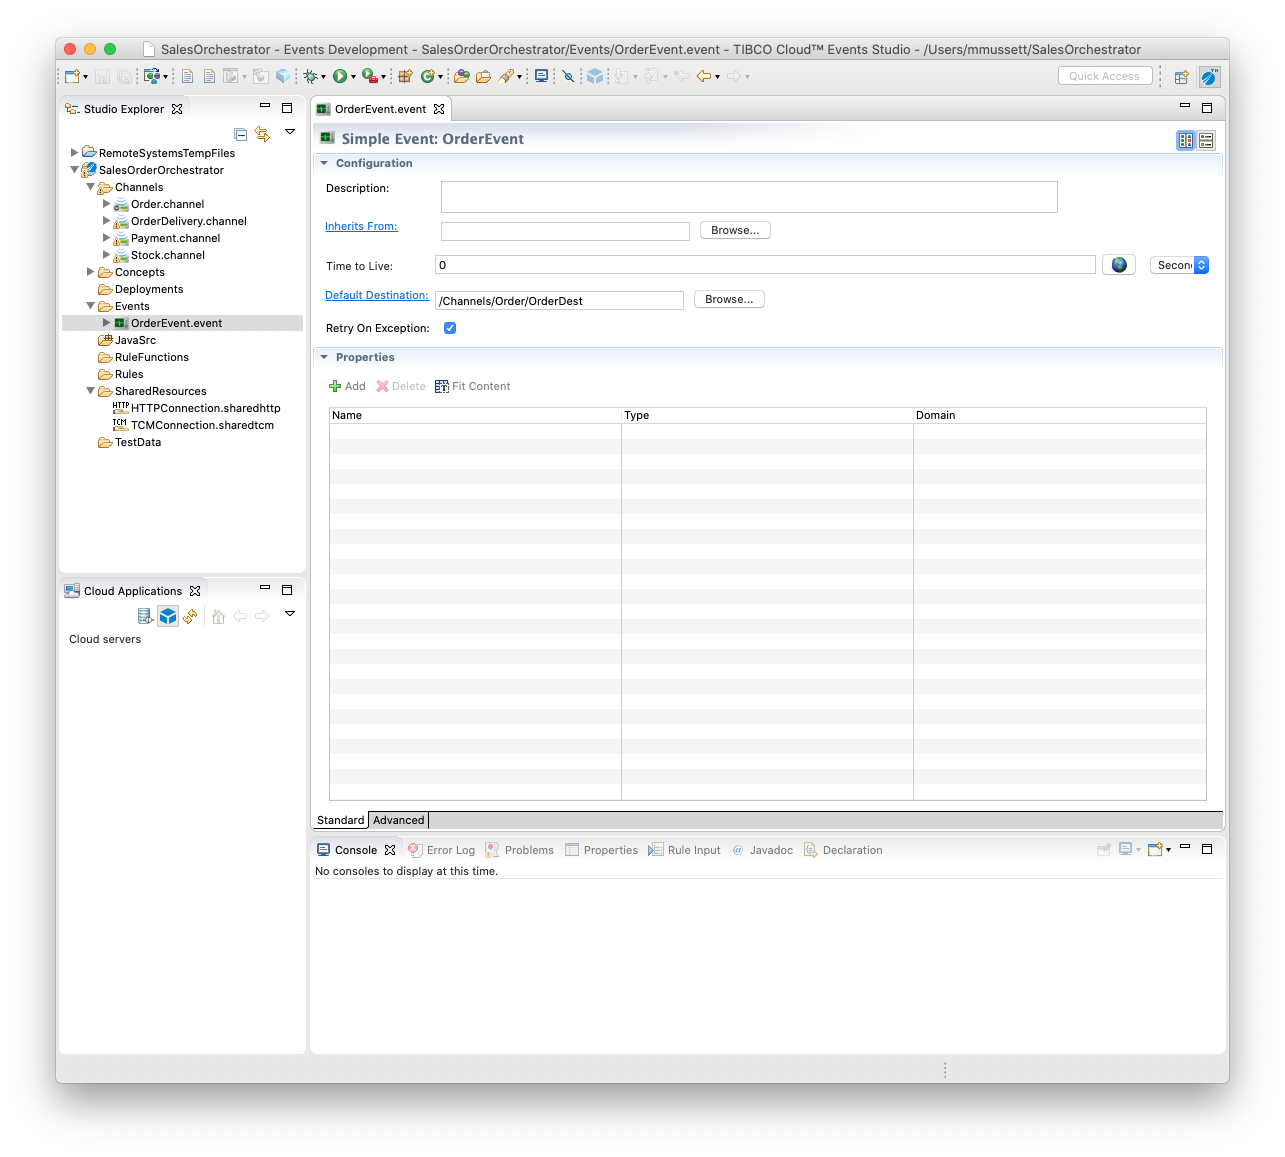 SalesOrchestrator - Events Development - SalesOrderOrchestrator/Events/OrderEvent.event - TIBCO Cloud™ Events Studio - /Users/mmussett/SalesOrchestrator
Quick Access
Studio Explorer
RemoteSystemsTempFiles
SalesOrderOrchestrator
Channels
Order.channel
OrderDelivery.channel
Payment.channel
Stock.channel
Concepts
Deployments
Events
OrderEvent.event
JavaSrc
RuleFunctions
Rules
SharedResources
HTTP HTTPConnection.sharedhttp
TCM TCMConnection.sharedtcm
TestData
Cloud Applications
Cloud servers
OrderEvent.event
Simple Event: OrderEvent
Configuration
Description:
Inherits From: Browse...
Time to Live: 0 Secon
Default Destination: /Channels/Order/OrderDest Browse...
Retry On Exception:
Properties
Add Delete Fit Content
Name Type Domain
Standard Advanced
Console Error Log Problems Properties Rule Input @ Javadoc Declaration
No consoles to display at this time.